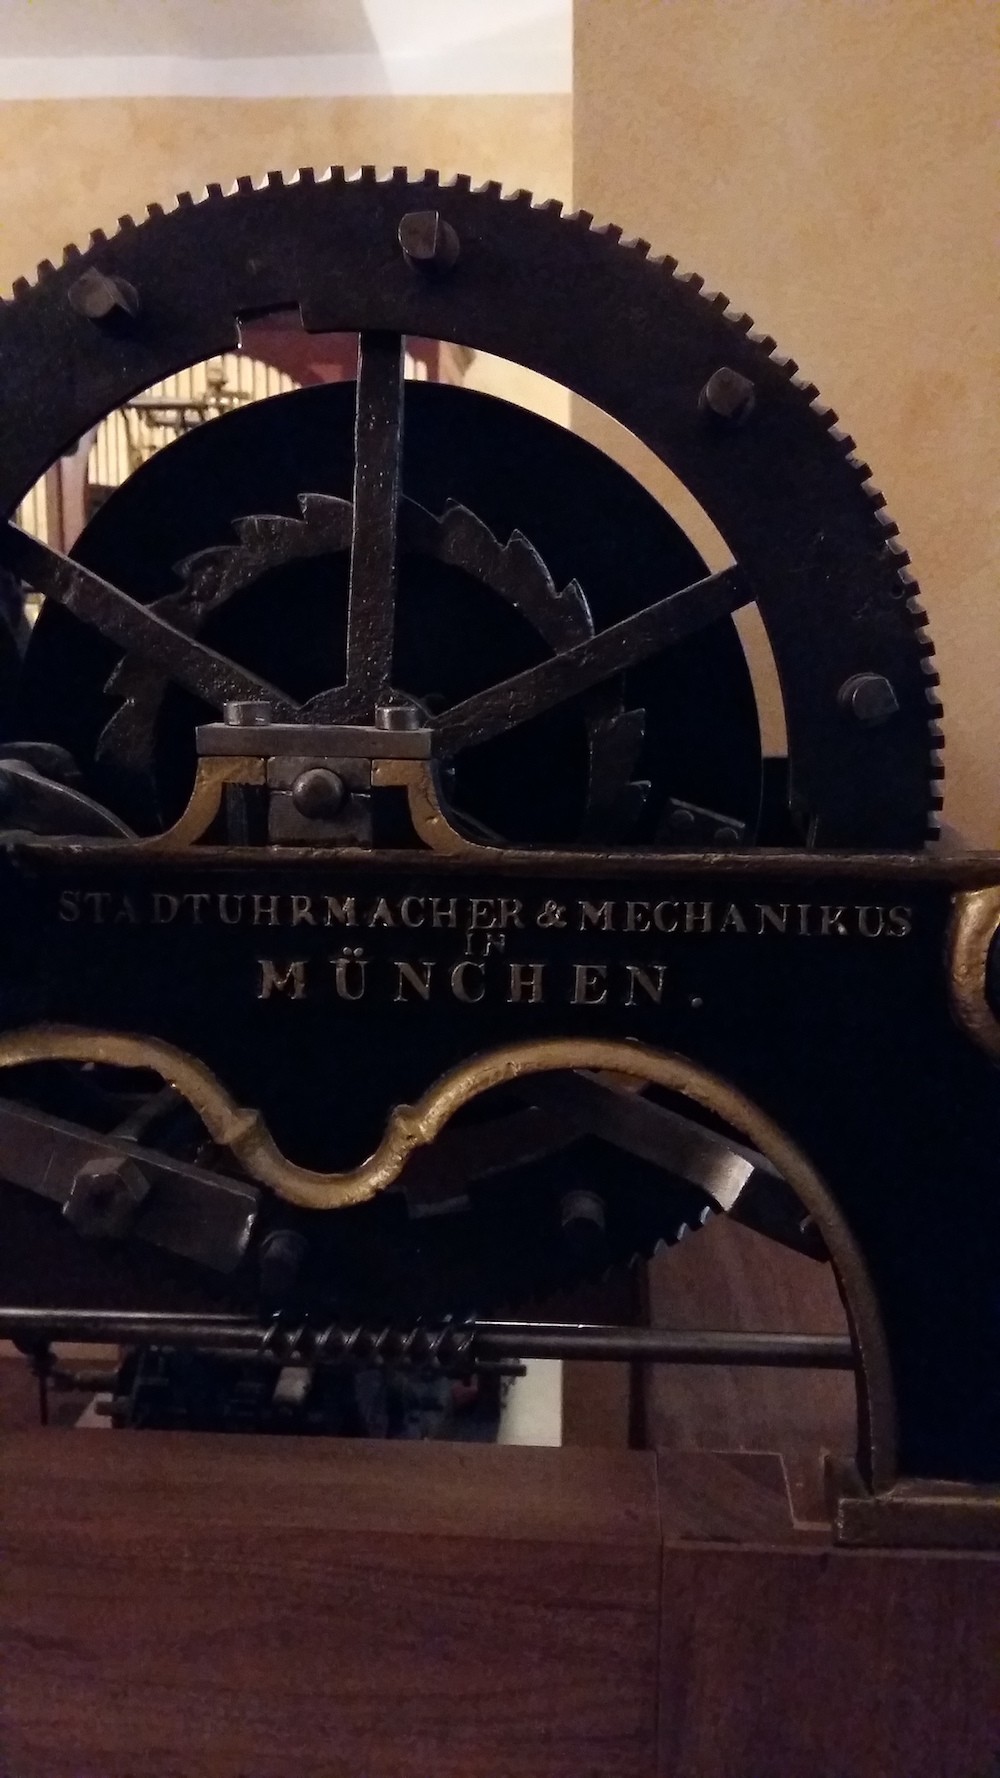 STADTUHRMACHER & MECHANIKUS
IN
MÜNCHEN.